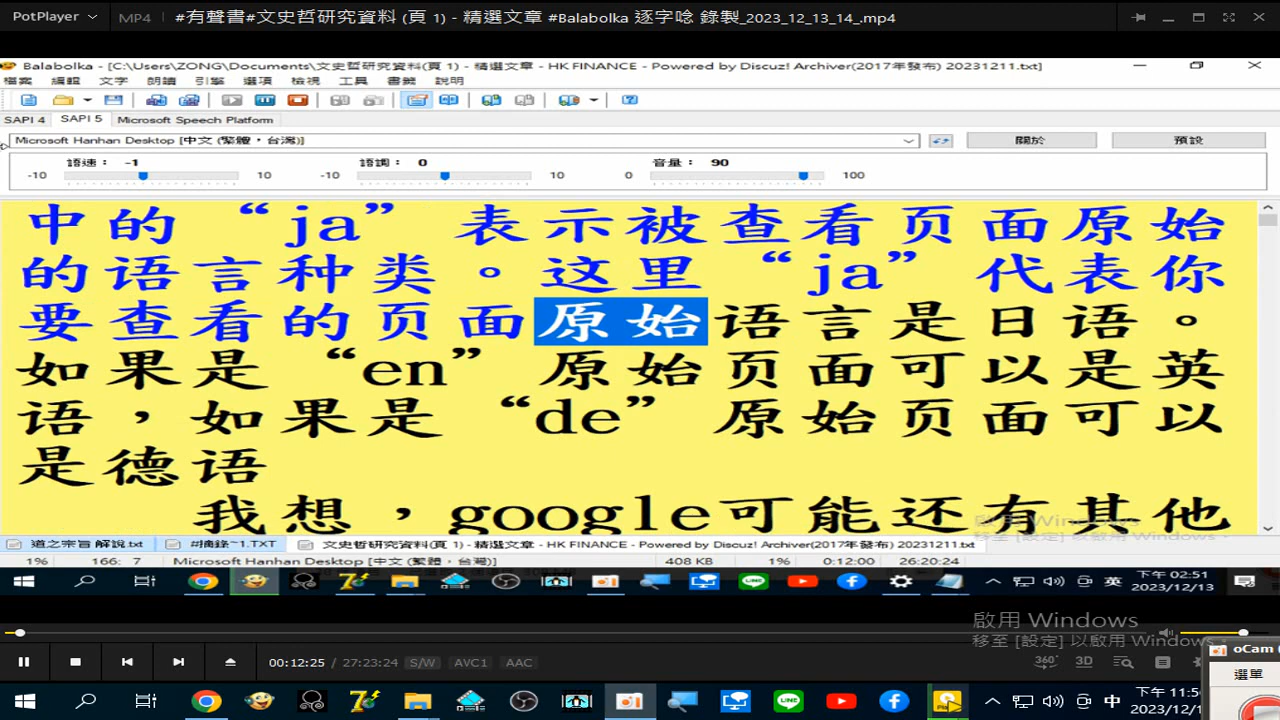 PotPlayer MP4 #有聲書#文史哲研究資料 (頁 1) - 精選文章 #Balabolka 逐字唸 錄製_2023_12_13_14_.mp4
Balabolka - [C:\Users\ZONG\Documents\文史哲研究資料(頁 1) - 精選文章 - HK FINANCE - Powered by Discuz! Archiver(2017年發布) 20231211.txt]
檔案 編輯 文字 朗讀 引擎 選項 檢視 工具 書籤 說明
SAPI 4 SAPI 5 Microsoft Speech Platform
Microsoft Hanhan Desktop [中文 (繁體，台灣)] 關於 預設
語速： -1 語調： 0 音量： 90
-10 10 -10 10 0 100
中的“ja”表示被查看页面原始
的语言种类。这里“ja”代表你
要查看的页面原始语言是日语。
如果是“en”原始页面可以是英
语，如果是“de”原始页面可以
是德语
我想，google可能还有其他
啟用 Windows
移至 [設定] 以啟用 Windows。
道之宗旨 解說.txt #摘錄~1.TXT 文史哲研究資料(頁 1) - 精選文章 - HK FINANCE - Powered by Discuz! Archiver(2017年發布) 20231211.txt
1% 166: 7 Microsoft Hanhan Desktop [中文 (繁體，台灣)] 408 KB 1% 0:12:00 26:20:24
英 下午 02:51
2023/12/13
啟用 Windows
移至 [設定] 以啟用 Windows。
00:12:25 / 27:23:24 S/W AVC1 AAC 360° 3D
oCam
選單
中 下午 11:5
2023/12/1